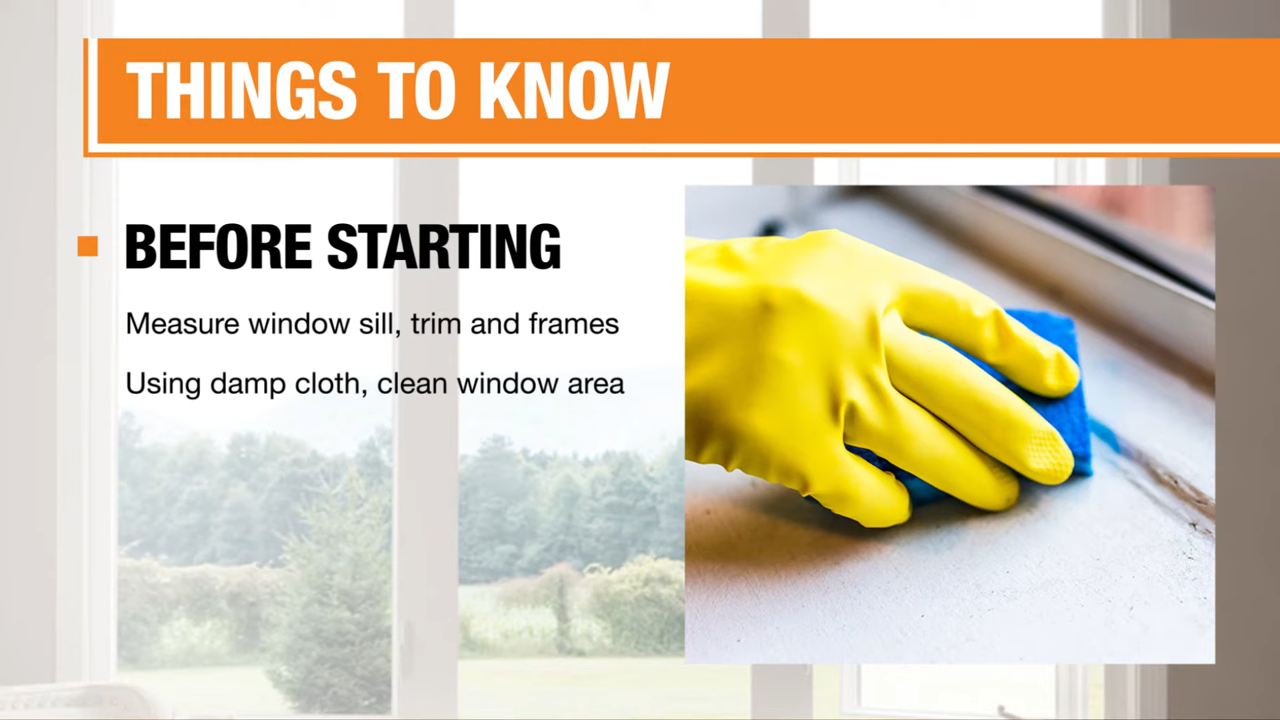 THINGS TO KNOW
BEFORE STARTING
Measure window sill, trim and frames
Using damp cloth, clean window area